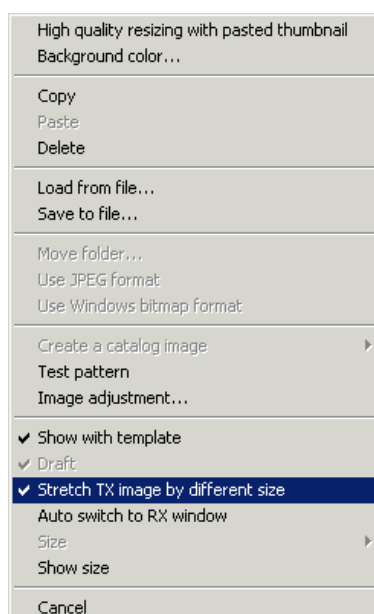 High quality resizing with pasted thumbnail
Background color...
Copy
Paste
Delete
Load from file...
Save to file...
Move folder...
Use JPEG format
Use Windows bitmap format
Create a catalog image
Test pattern
Image adjustment...
Show with template
Draft
Stretch TX image by different size
Auto switch to RX window
Size
Show size
Cancel